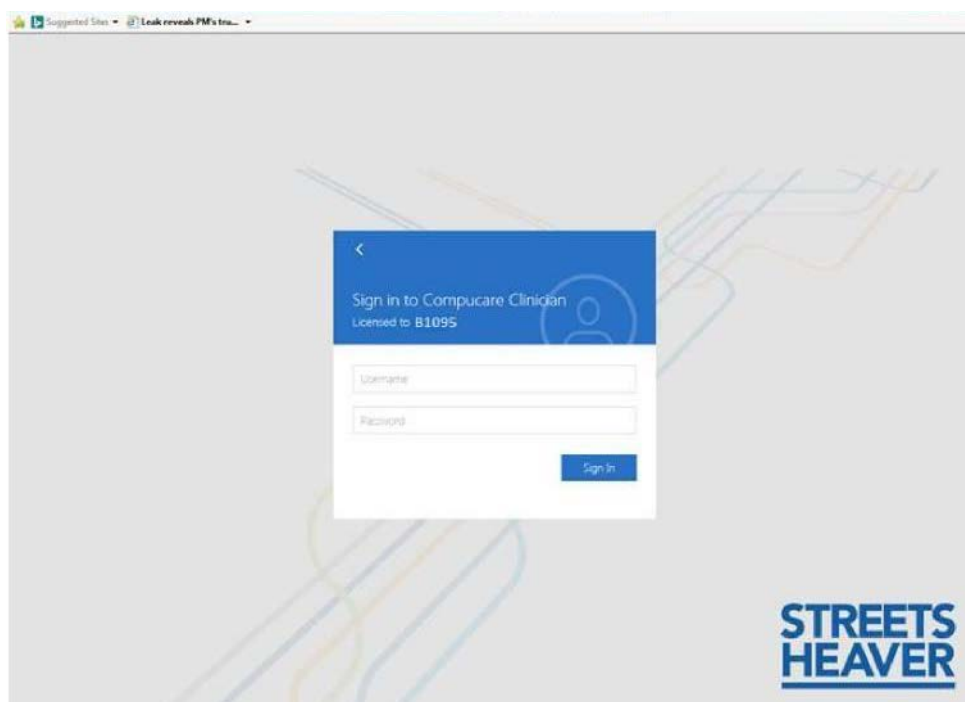 Suggested Sites Leak reveals PM's tru...
Sign in to Compucare Clinician
Licensed to B1095
Username
Password
Sign In
STREETS
HEAVER